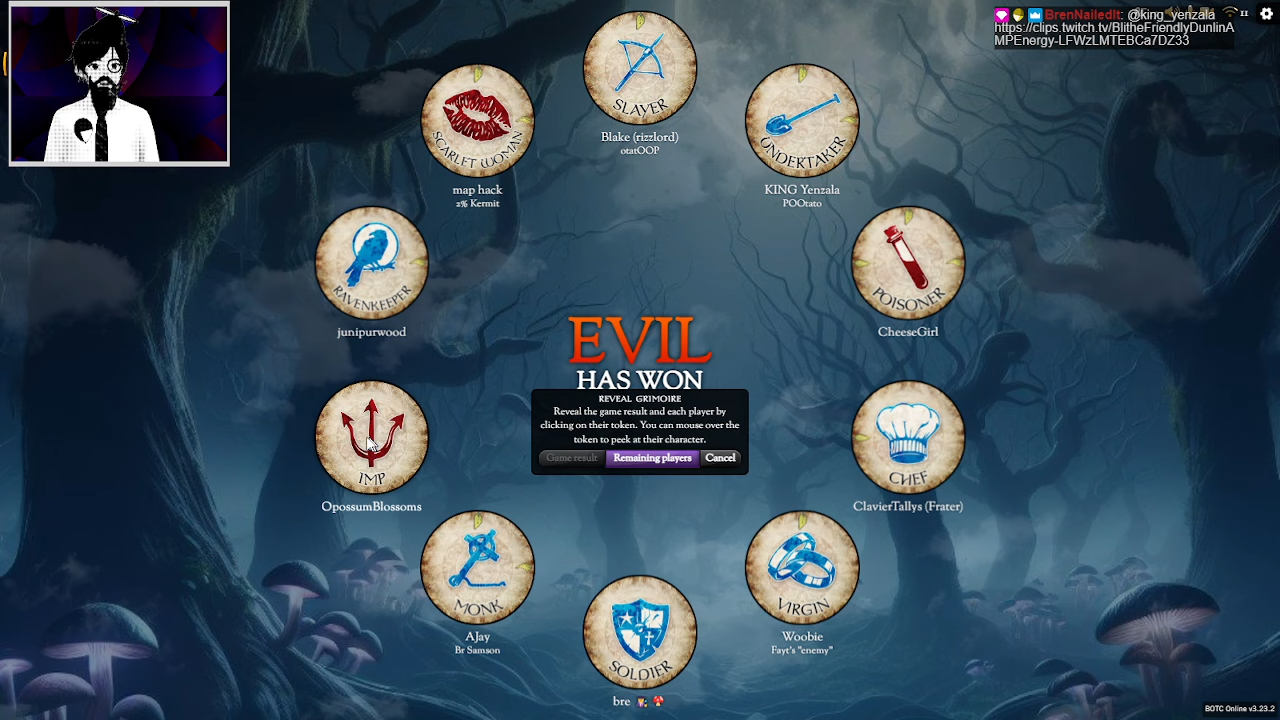 BrenNailedIt: @king_yenzala
https://clips.twitch.tv/BlitheFriendlyDunlinA
MPEnergy-LFWzLMTEBCa7DZ33
SLAYER
Blake (rizzlord)
otatOOP
SCARLET WOMAN
map hack
2% Kermit
UNDERTAKER
KING Yenzala
POOtato
RAVENKEEPER
junipurwood
POISONER
CheeseGirl
EVIL
HAS WON
REVEAL GRIMOIRE
Reveal the game result and each player by
clicking on their token. You can mouse over the
token to peek at their character.
Game result
Remaining players
Cancel
IMP
OpossumBlossoms
CHEF
ClavierTallys (Frater)
MONK
AJay
Br Samson
VIRGIN
Woobie
Fayt's "enemy"
SOLDIER
bre
BOTC Online v3.23.2